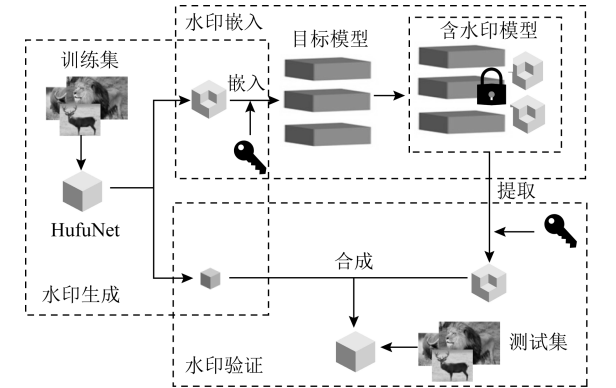 水印嵌入
训练集
目标模型
含水印模型
嵌入
提取
HufuNet
水印生成
合成
测试集
水印验证